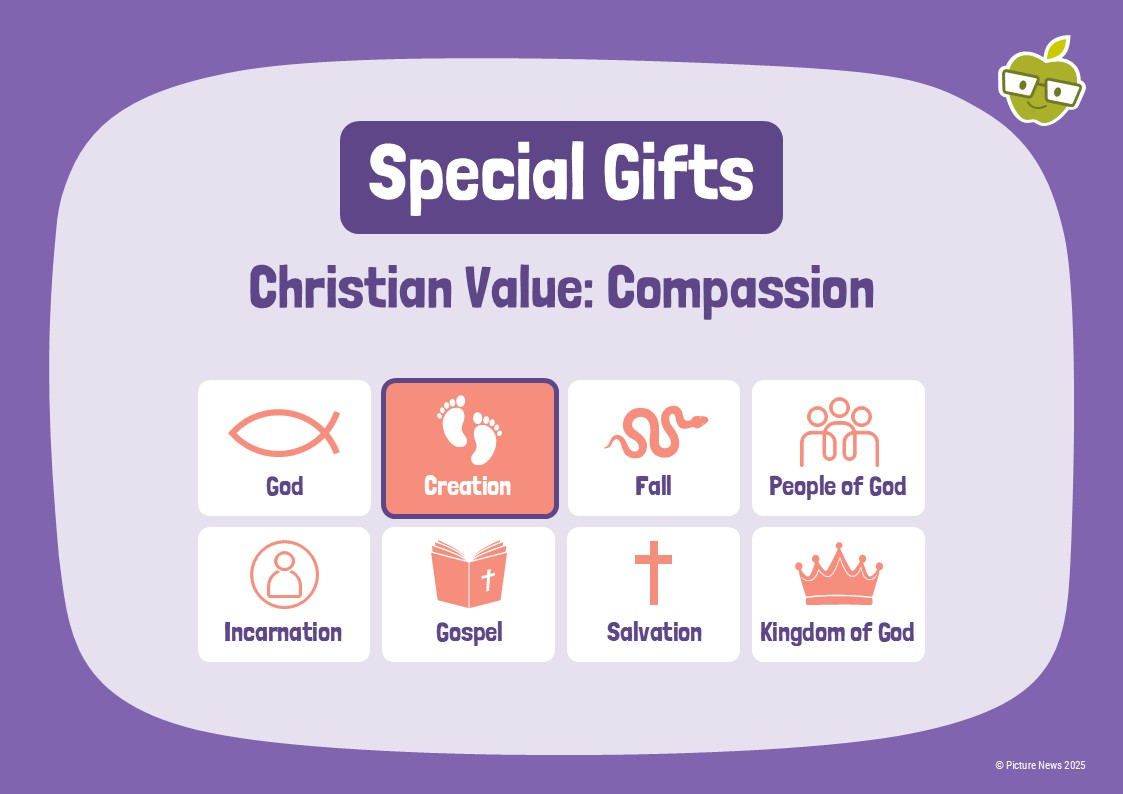 Special Gifts
Christian Value: Compassion
God
Creation
Fall
People of God
Incarnation
Gospel
Salvation
Kingdom of God
© Picture News 2025